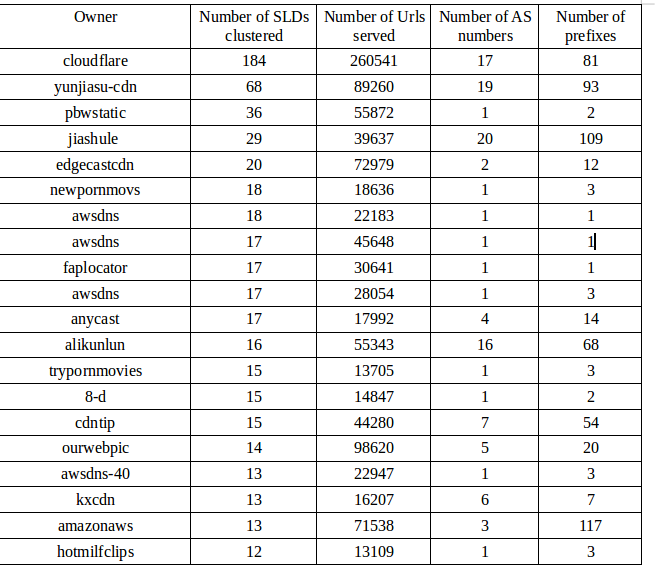 Owner Number of SLDs clustered Number of Urls served Number of AS numbers Number of prefixes
cloudflare 184 260541 17 81
yunjiasu-cdn 68 89260 19 93
pbwstatic 36 55872 1 2
jiashule 29 39637 20 109
edgecastcdn 20 72979 2 12
newpornmovs 18 18636 1 3
awsdns 18 22183 1 1
awsdns 17 45648 1 1
faplocator 17 30641 1 1
awsdns 17 28054 1 3
anycast 17 17992 4 14
alikunlun 16 55343 16 68
trypornmovies 15 13705 1 3
8-d 15 14847 1 2
cdntip 15 44280 7 54
ourwebpic 14 98620 5 20
awsdns-40 13 22947 1 3
kxcdn 13 16207 6 7
amazonaws 13 71538 3 117
hotmilfclips 12 13109 1 3